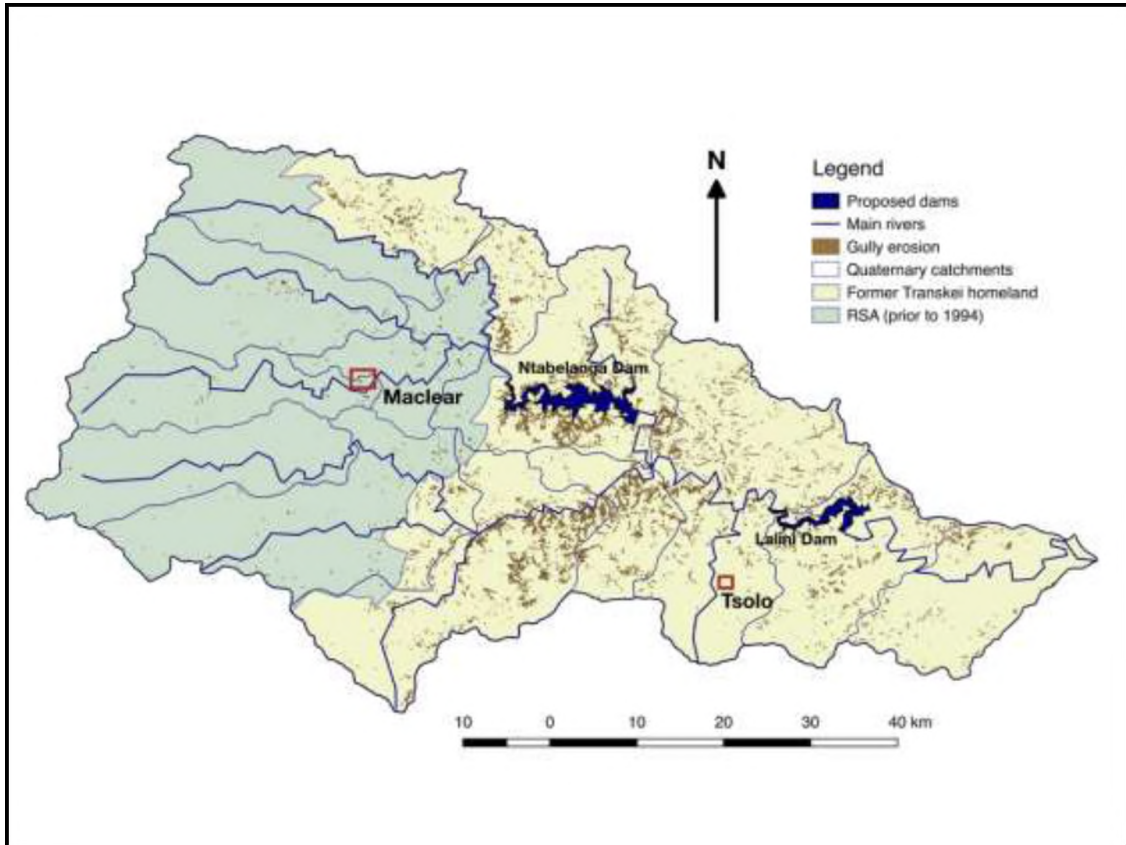 N
Legend
Proposed dams
Main rivers
Gully erosion
Quaternary catchments
Former Transkei homeland
RSA (prior to 1994)
Ntabelanga Dam
Maclear
Lalini Dam
Tsolo
10 0 10 20 30 40 km